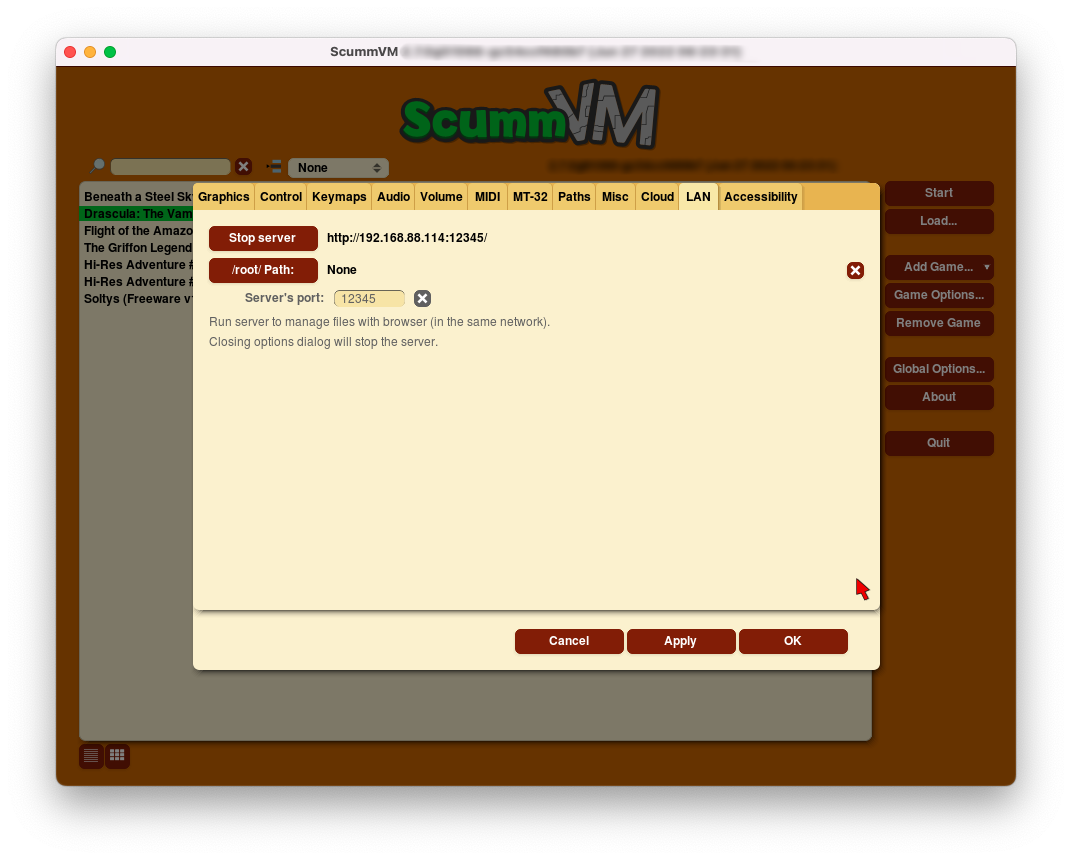 ScummVM
ScummVM
None
Beneath a Steel Sk
Drascula: The Vam
Flight of the Amazo
The Griffon Legend
Hi-Res Adventure #
Hi-Res Adventure #
Soltys (Freeware v
Graphics Control Keymaps Audio Volume MIDI MT-32 Paths Misc Cloud LAN Accessibility
Stop server http://192.168.88.114:12345/
/root/ Path: None
Server's port: 12345
Run server to manage files with browser (in the same network).
Closing options dialog will stop the server.
Cancel Apply OK
Start
Load...
Add Game...
Game Options...
Remove Game
Global Options...
About
Quit